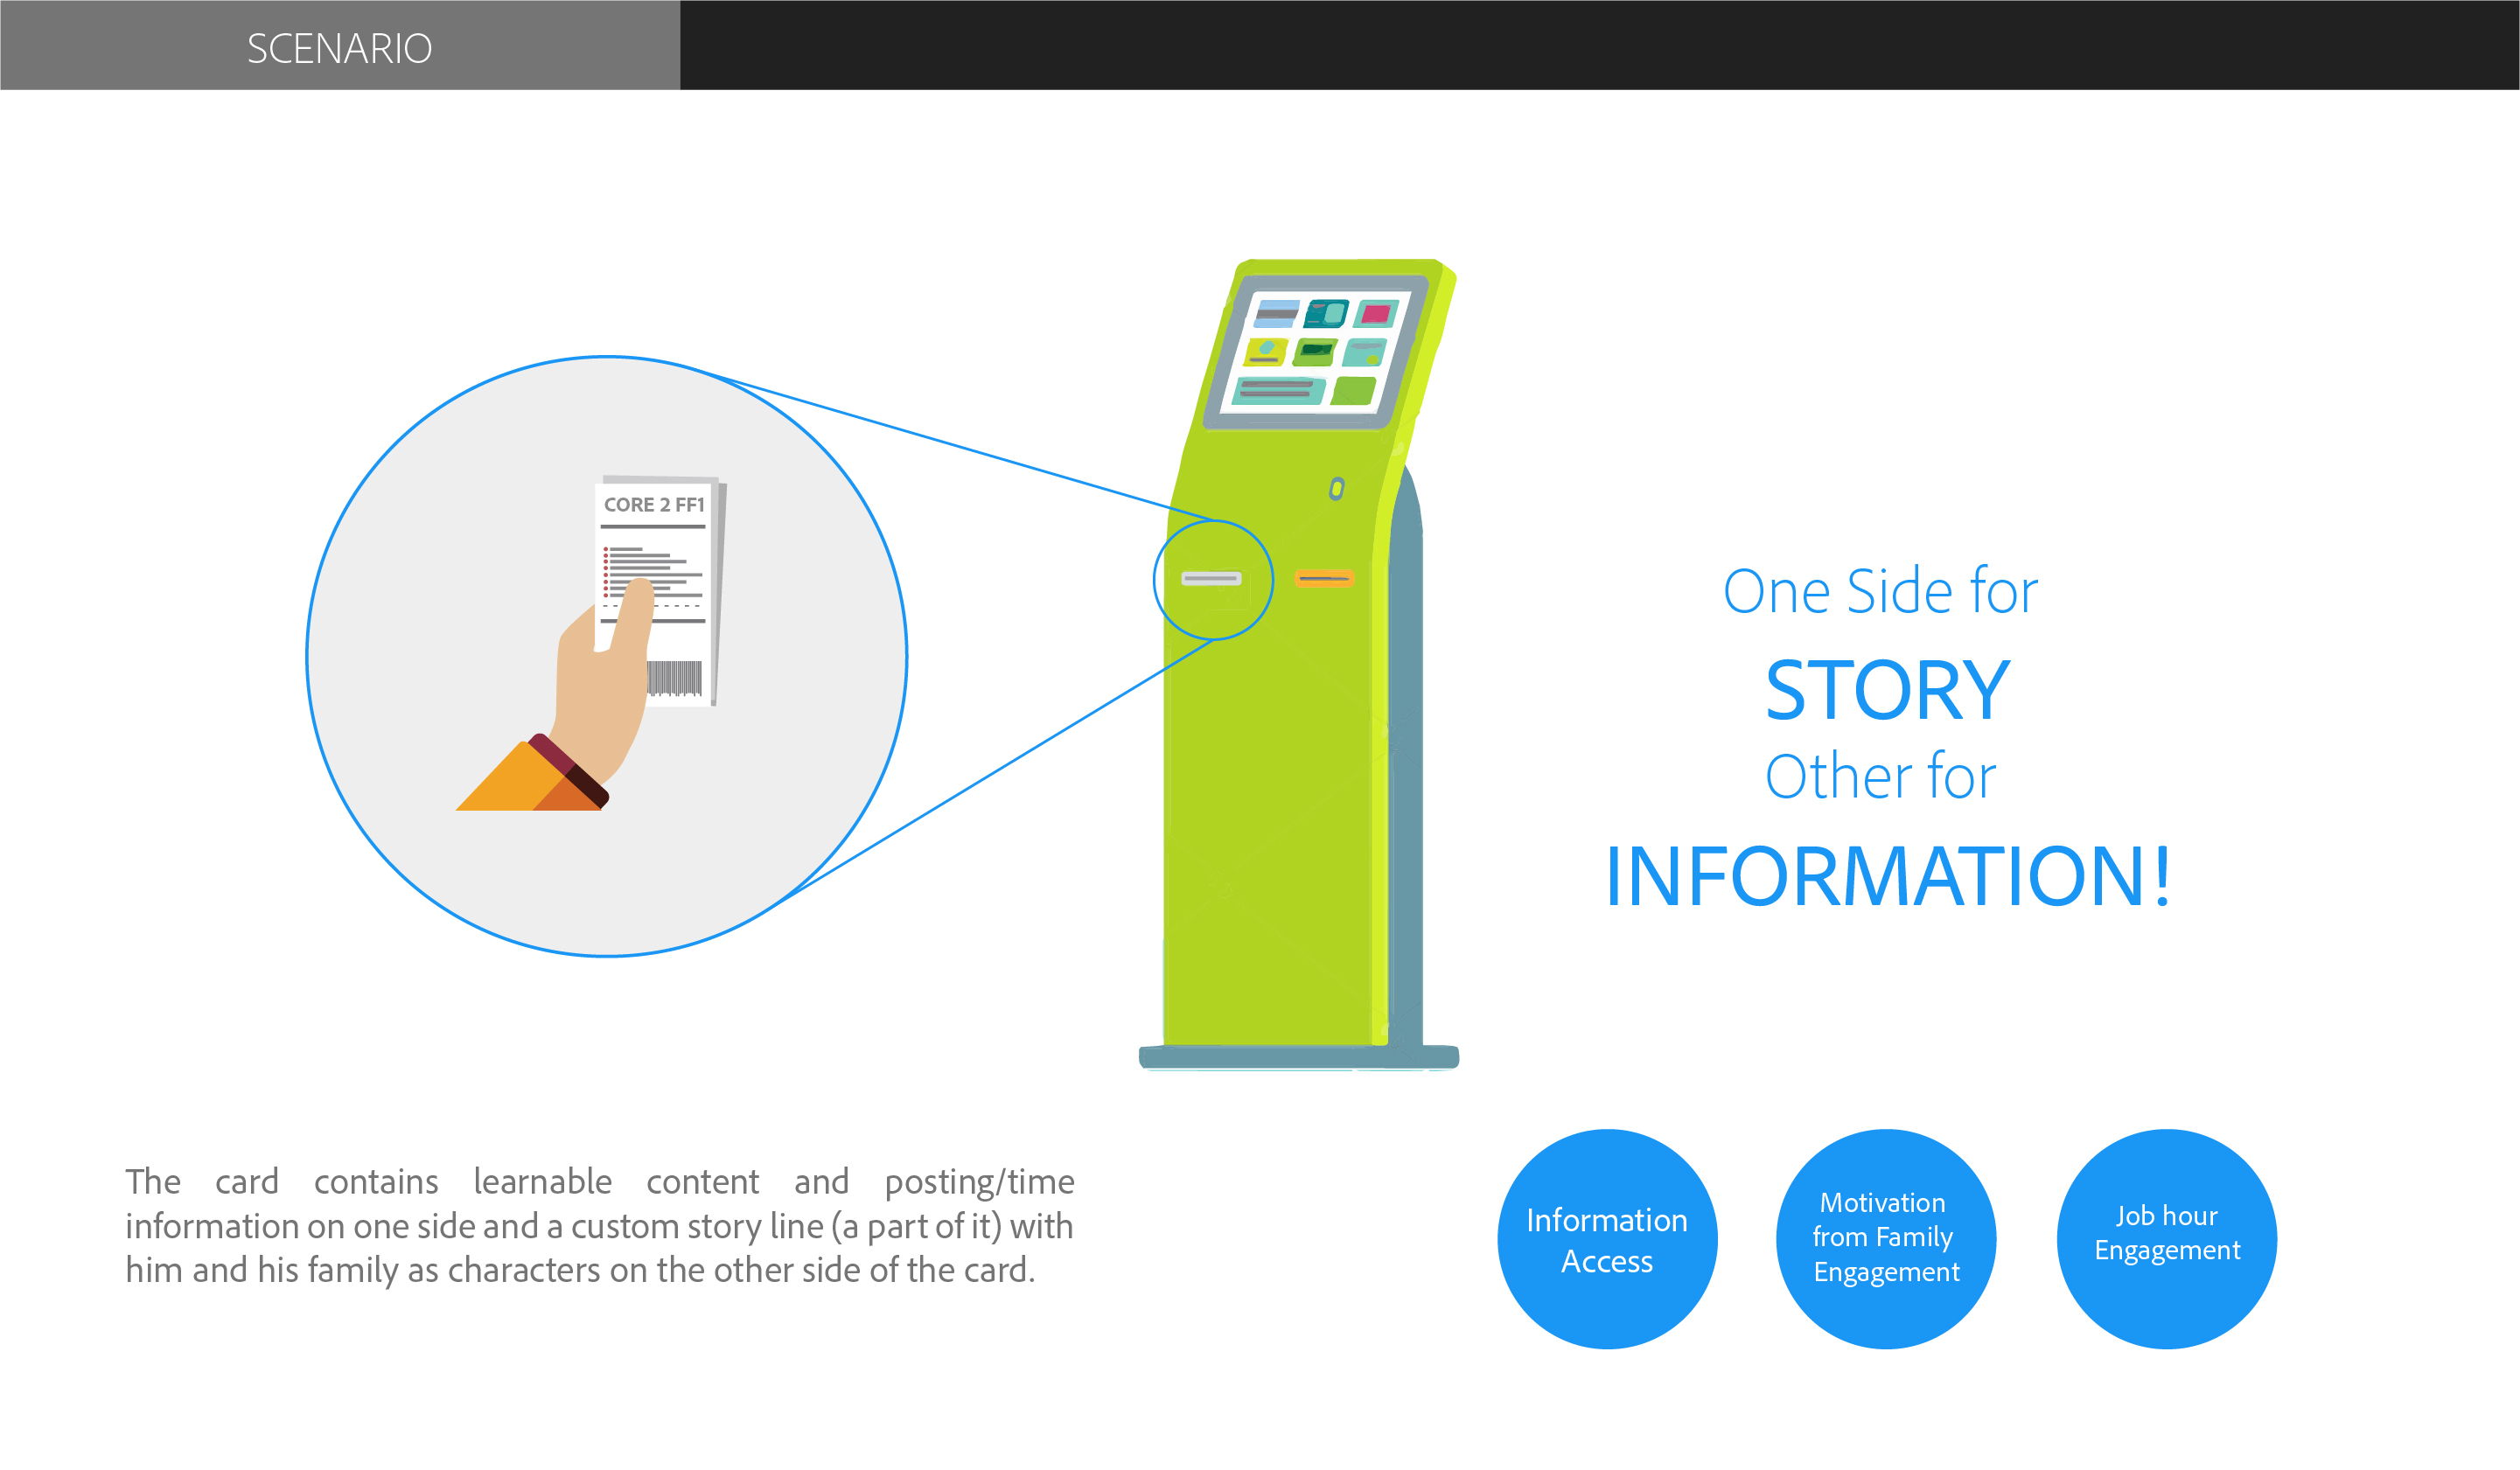 SCENARIO
CORE 2 FF1
One Side for
STORY
Other for
INFORMATION!
The card contains learnable content and posting/time
information on one side and a custom story line (a part of it) with
him and his family as characters on the other side of the card.
Information
Access
Motivation
from Family
Engagement
Job hour
Engagement